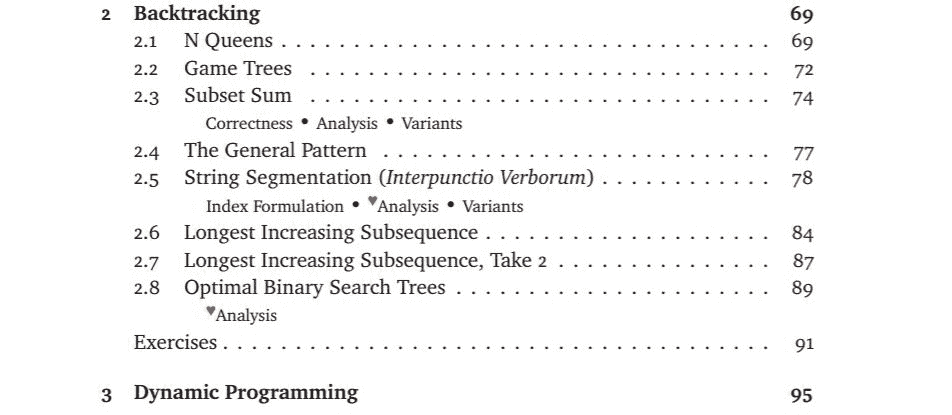 2 Backtracking 69
2.1 N Queens . . . . . . . . . . . . . . . . . . . . . . . . . . . . . . . . . . 69
2.2 Game Trees . . . . . . . . . . . . . . . . . . . . . . . . . . . . . . . . 72
2.3 Subset Sum . . . . . . . . . . . . . . . . . . . . . . . . . . . . . . . . 74
Correctness • Analysis • Variants
2.4 The General Pattern . . . . . . . . . . . . . . . . . . . . . . . . . . . 77
2.5 String Segmentation (Interpunctio Verborum) . . . . . . . . . . . . 78
Index Formulation • ♥Analysis • Variants
2.6 Longest Increasing Subsequence . . . . . . . . . . . . . . . . . . . . 84
2.7 Longest Increasing Subsequence, Take 2 . . . . . . . . . . . . . . . 87
2.8 Optimal Binary Search Trees . . . . . . . . . . . . . . . . . . . . . . 89
♥Analysis
Exercises . . . . . . . . . . . . . . . . . . . . . . . . . . . . . . . . . . . . . . 91
3 Dynamic Programming 95